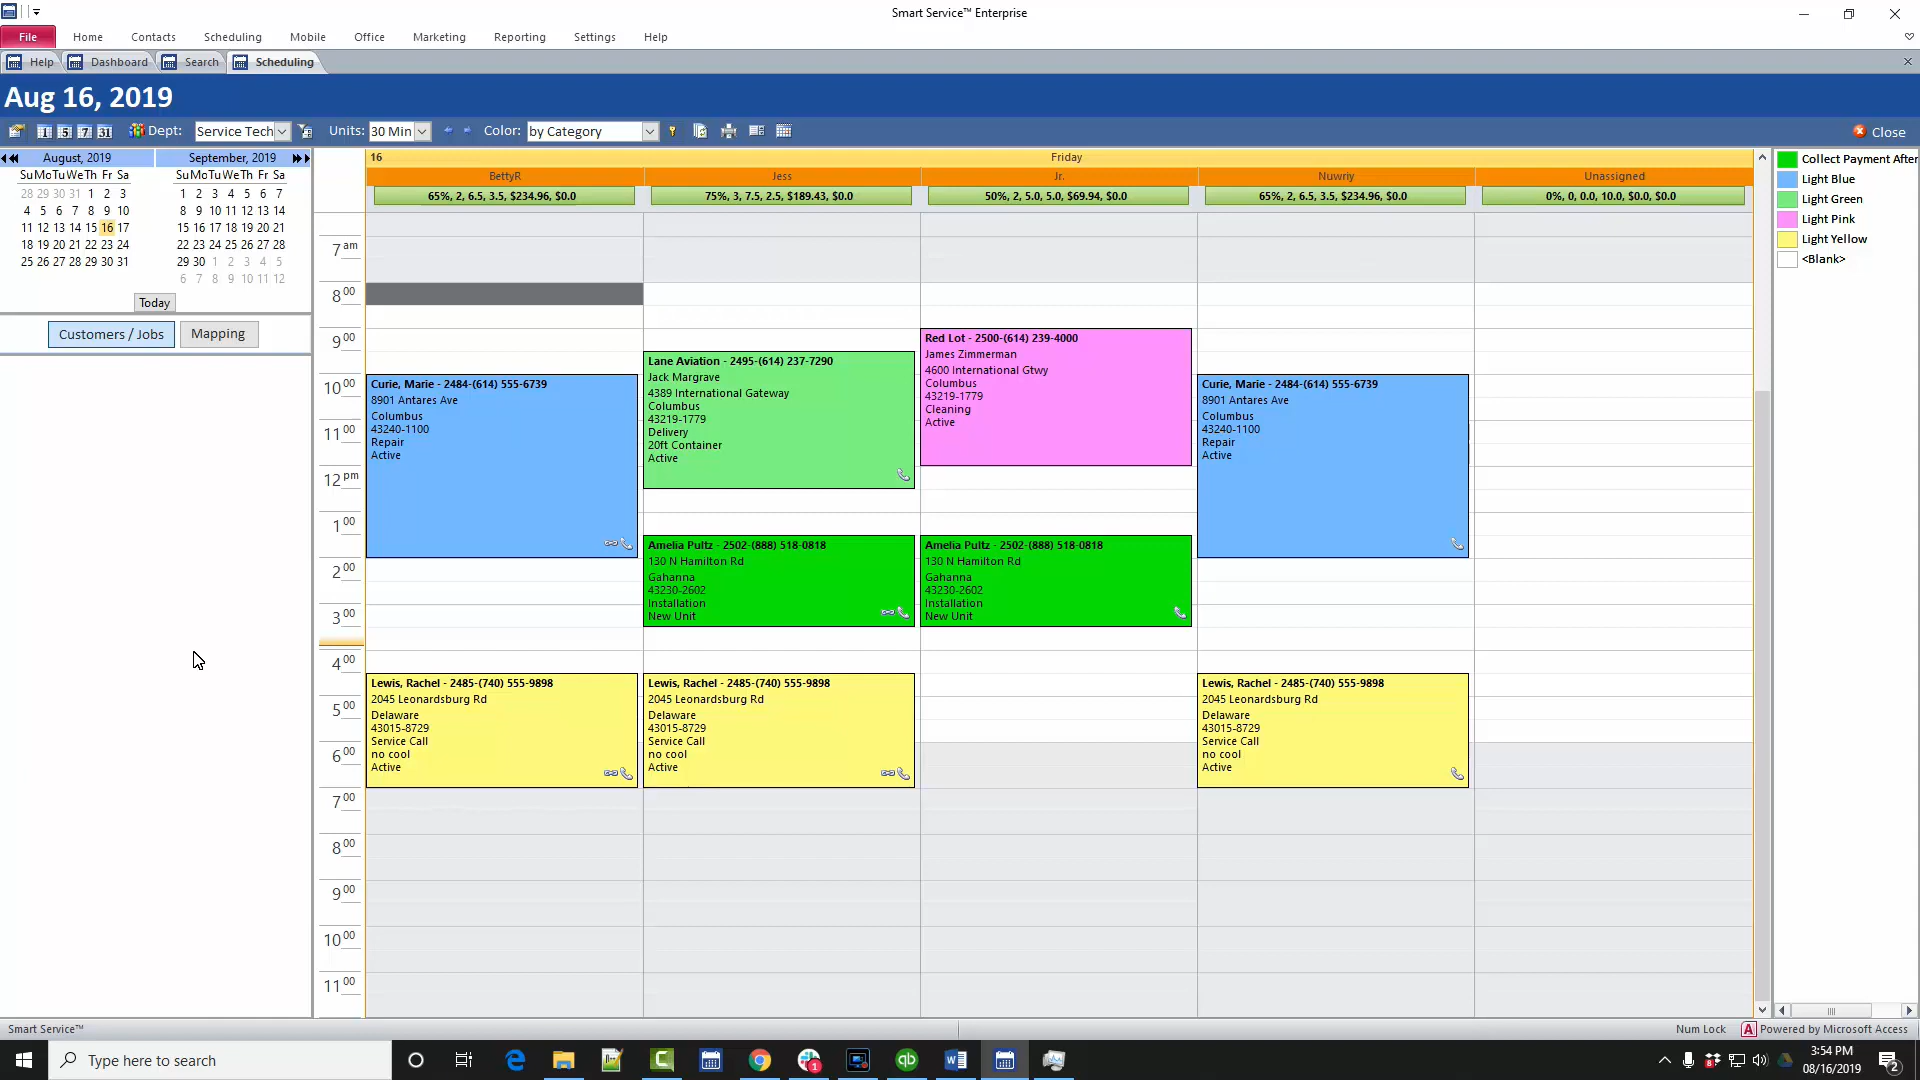 Smart Service™ Enterprise
File Home Contacts Scheduling Mobile Office Marketing Reporting Settings Help
Help Dashboard Search Scheduling
Aug 16, 2019
1 5 7 31 Dept: Service Tech Units: 30 Min Color: by Category Close
August, 2019 September, 2019
Su Mo Tu We Th Fr Sa Su Mo Tu We Th Fr Sa
28 29 30 31 1 2 3 1 2 3 4 5 6 7
4 5 6 7 8 9 10 8 9 10 11 12 13 14
11 12 13 14 15 16 17 15 16 17 18 19 20 21
18 19 20 21 22 23 24 22 23 24 25 26 27 28
25 26 27 28 29 30 31 29 30 1 2 3 4 5
6 7 8 9 10 11 12
Today
Customers / Jobs Mapping
16 Friday
BettyR Jess Jr. Nuwriy Unassigned
65%, 2, 6.5, 3.5, $234.96, $0.0 75%, 3, 7.5, 2.5, $189.43, $0.0 50%, 2, 5.0, 5.0, $69.94, $0.0 65%, 2, 6.5, 3.5, $234.96, $0.0 0%, 0, 0.0, 10.0, $0.0, $0.0
7 am
8 00
9 00
10 00
11 00
12 pm
1 00
2 00
3 00
4 00
5 00
6 00
7 00
8 00
9 00
10 00
11 00
Curie, Marie - 2484-(614) 555-6739
8901 Antares Ave
Columbus
43240-1100
Repair
Active
Lewis, Rachel - 2485-(740) 555-9898
2045 Leonardsburg Rd
Delaware
43015-8729
Service Call
no cool
Active
Lane Aviation - 2495-(614) 237-7290
Jack Margrave
4389 International Gateway
Columbus
43219-1779
Delivery
20ft Container
Active
Amelia Pultz - 2502-(888) 518-0818
130 N Hamilton Rd
Gahanna
43230-2602
Installation
New Unit
Lewis, Rachel - 2485-(740) 555-9898
2045 Leonardsburg Rd
Delaware
43015-8729
Service Call
no cool
Active
Red Lot - 2500-(614) 239-4000
James Zimmerman
4600 International Gtwy
Columbus
43219-1779
Cleaning
Active
Amelia Pultz - 2502-(888) 518-0818
130 N Hamilton Rd
Gahanna
43230-2602
Installation
New Unit
Curie, Marie - 2484-(614) 555-6739
8901 Antares Ave
Columbus
43240-1100
Repair
Active
Lewis, Rachel - 2485-(740) 555-9898
2045 Leonardsburg Rd
Delaware
43015-8729
Service Call
no cool
Active
Collect Payment After
Light Blue
Light Green
Light Pink
Light Yellow
<Blank>
Smart Service™ Num Lock Powered by Microsoft Access
Type here to search
3:54 PM
08/16/2019
1
2